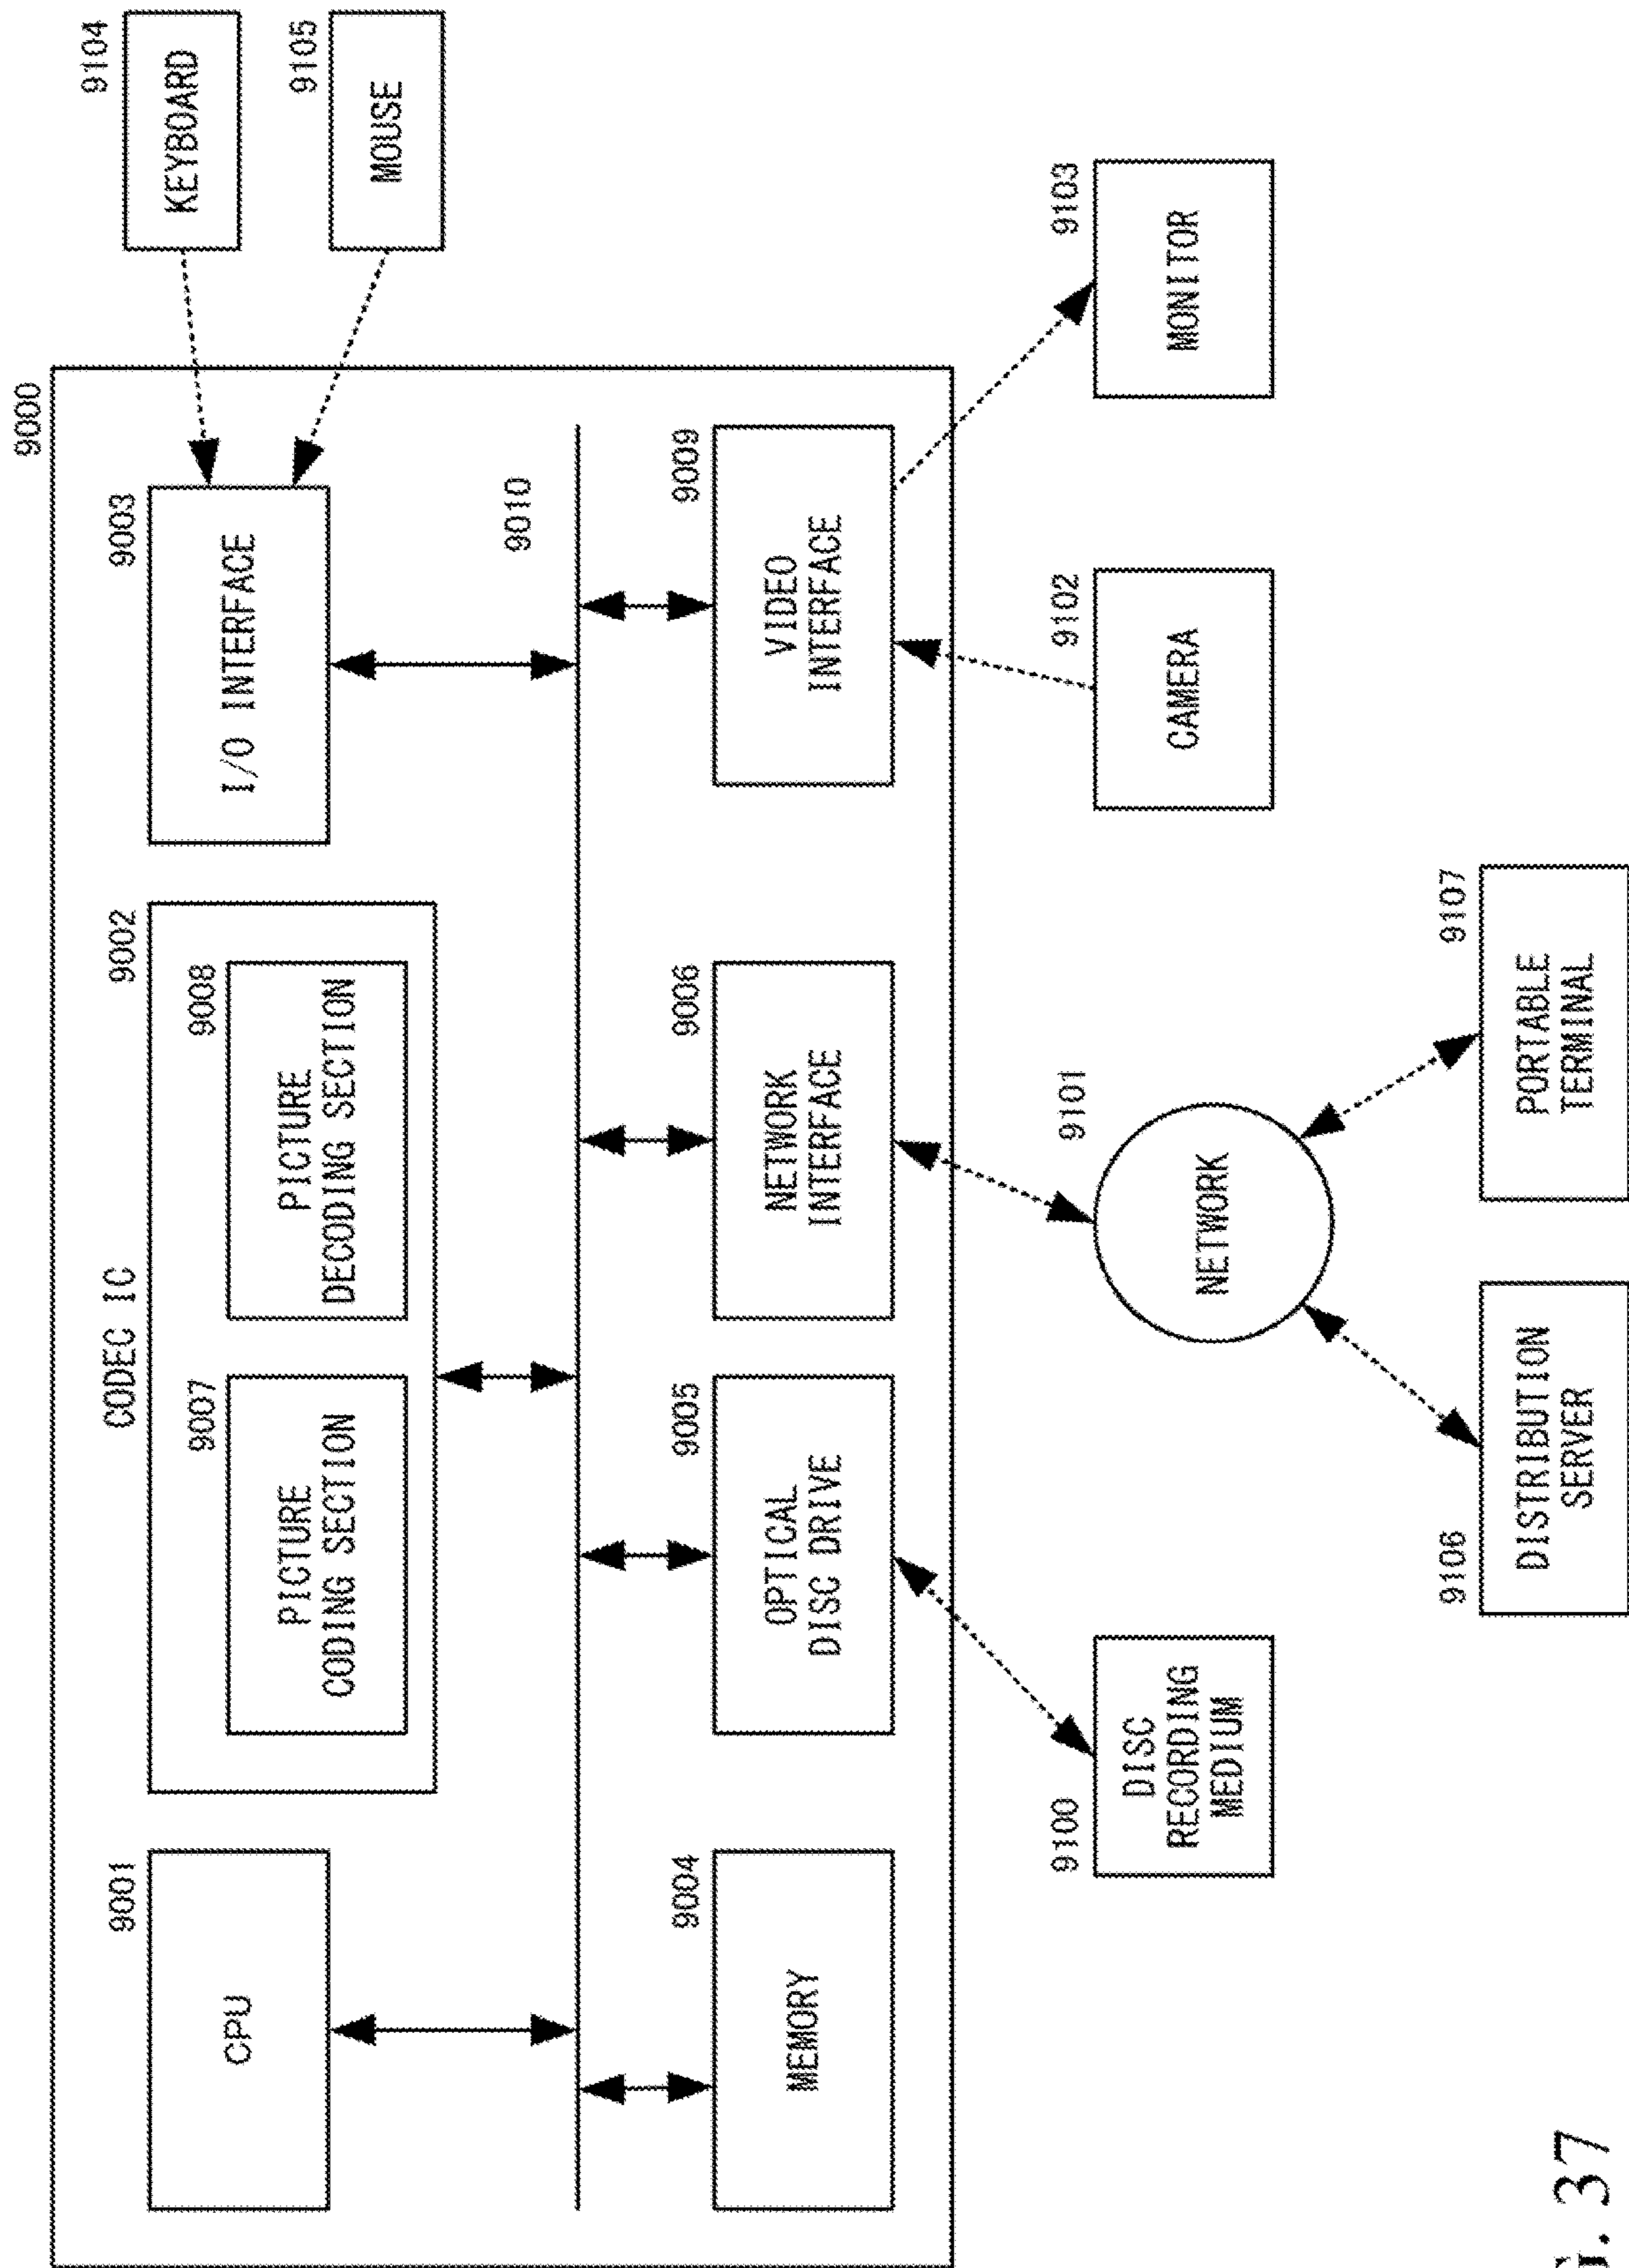 9000
9001
CPU
CODEC IC
9002
9007
PICTURE
CODING SECTION
9008
PICTURE
DECODING SECTION
9003
I/O INTERFACE
9104
KEYBOARD
9105
MOUSE
9010
9004
MEMORY
9005
OPTICAL
DISC DRIVE
9006
NETWORK
INTERFACE
9009
VIDEO
INTERFACE
9100
DISC
RECORDING
MEDIUM
9101
NETWORK
9102
CAMERA
9103
MONITOR
9106
DISTRIBUTION
SERVER
9107
PORTABLE
TERMINAL
G. 37